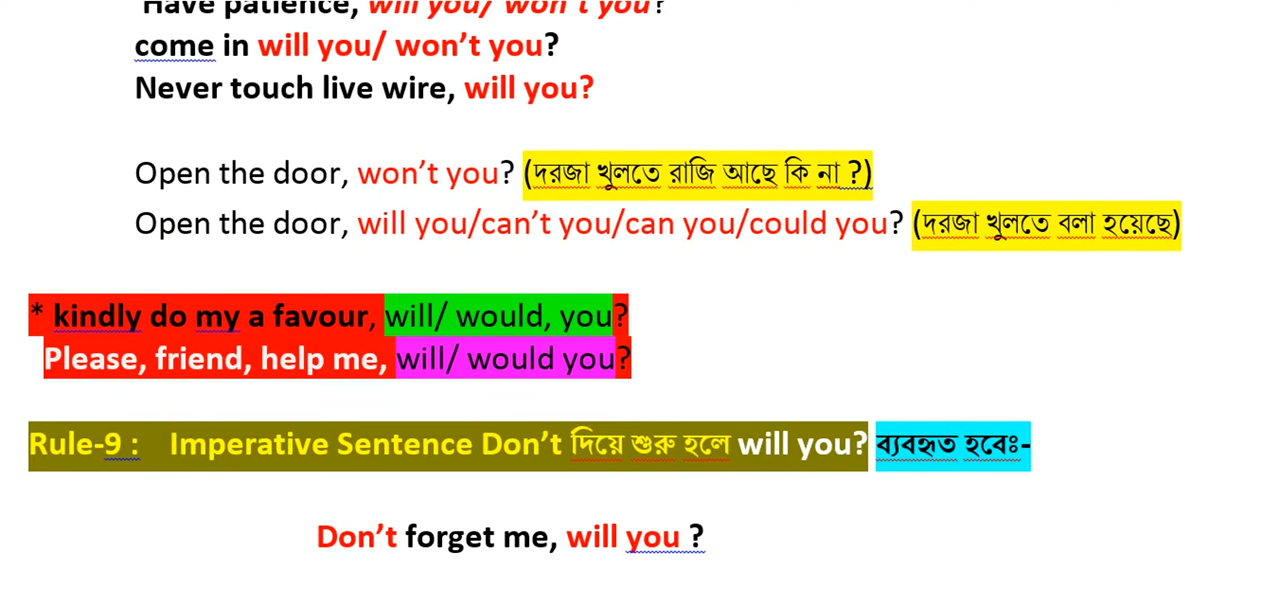 Have patience, will you/ won't you?
come in will you/ won't you?
Never touch live wire, will you?
Open the door, won't you? (দরজা খুলতে রাজি আছে কি না ?)
Open the door, will you/can't you/can you/could you? (দরজা খুলতে বলা হয়েছে)
* kindly do my a favour, will/ would, you?
Please, friend, help me, will/ would you?
Rule-9 : Imperative Sentence Don't দিয়ে শুরু হলে will you? ব্যবহৃত হবেঃ-
Don't forget me, will you ?